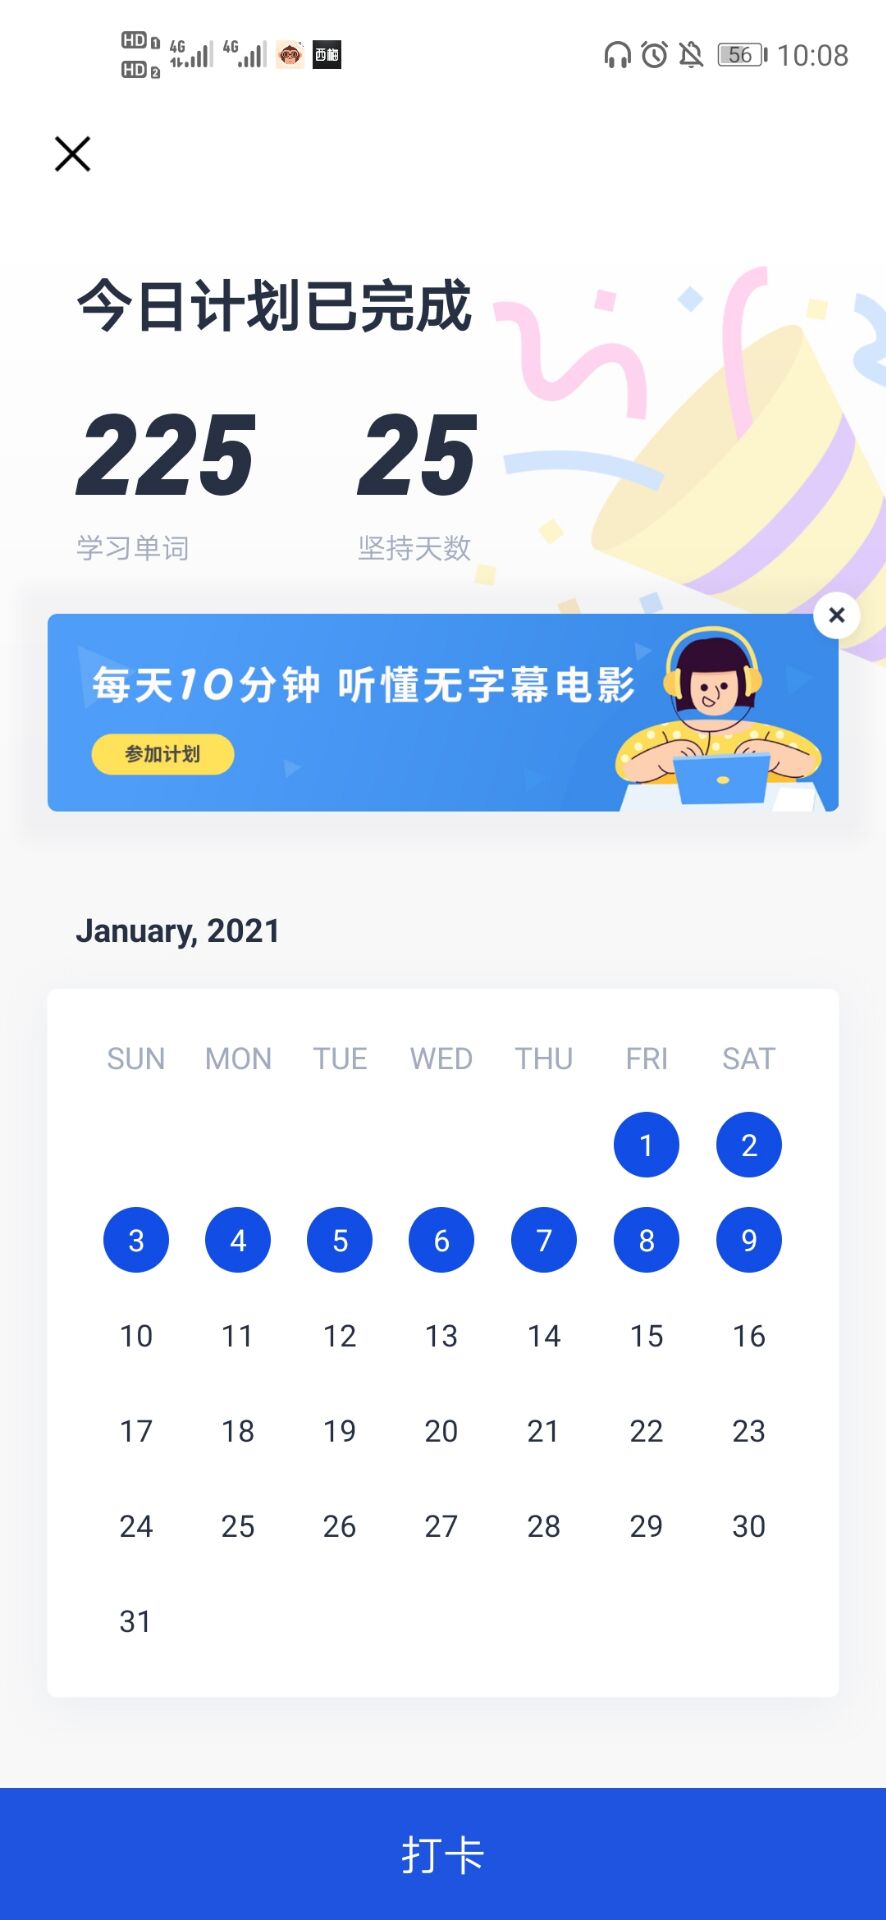 HD 1 4G 4G 西梅 56 10:08
HD 2
今日计划已完成
225 25
学习单词 坚持天数
每天10分钟 听懂无字幕电影
参加计划
January, 2021
SUN MON TUE WED THU FRI SAT
1 2
3 4 5 6 7 8 9
10 11 12 13 14 15 16
17 18 19 20 21 22 23
24 25 26 27 28 29 30
31
打卡